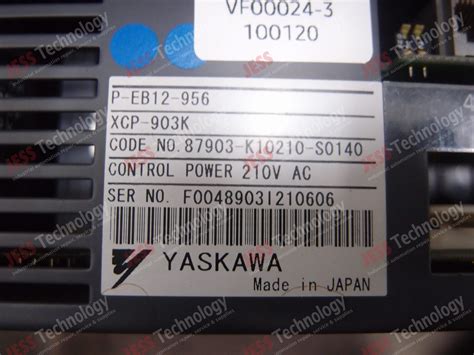 VF00024-3
100120
P-EB12-956
XCP-903K
CODE NO. 87903-K10210-S0140
CONTROL POWER 210V AC
SER NO. F0048903I210606
YASKAWA
Made in JAPAN
JESS Technology